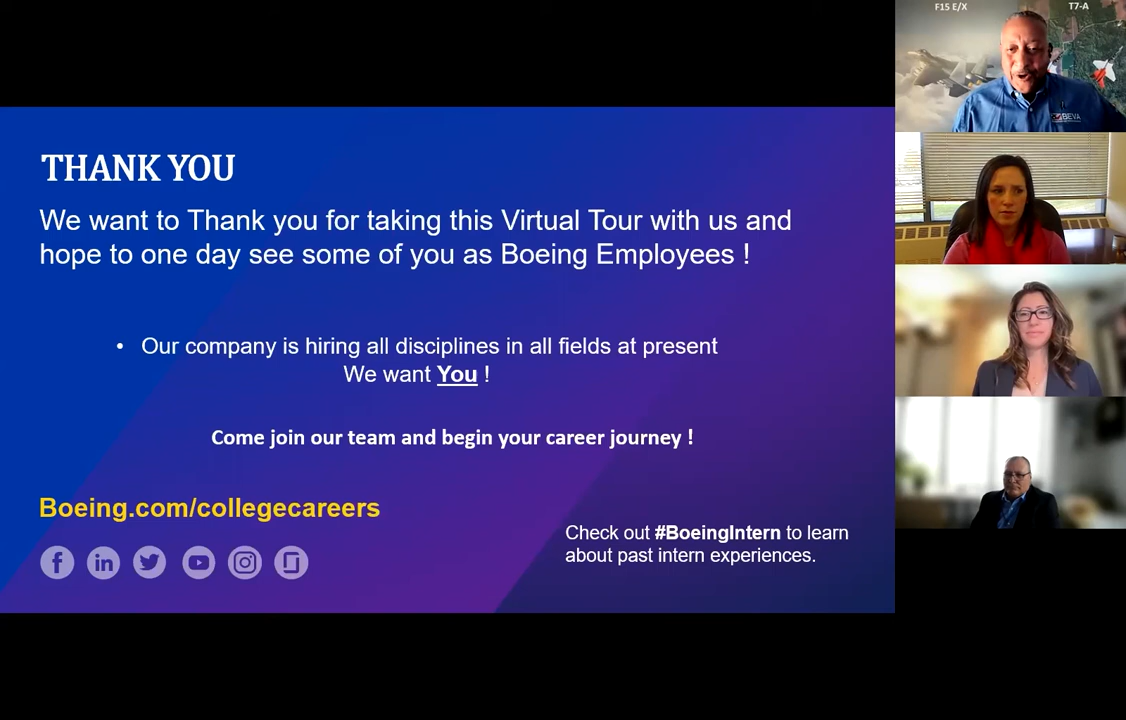 F15 E/X
T7-A
BEVA
THANK YOU
We want to Thank you for taking this Virtual Tour with us and
hope to one day see some of you as Boeing Employees !
• Our company is hiring all disciplines in all fields at present
We want You !
Come join our team and begin your career journey !
Boeing.com/collegecareers
Check out #BoeingIntern to learn
about past intern experiences.